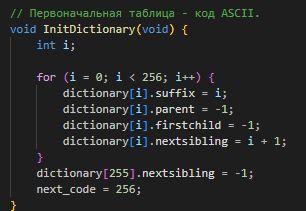 // Первоначальная таблица - код ASCII.
void InitDictionary(void) {
    int i;

    for (i = 0; i < 256; i++) {
        dictionary[i].suffix = i;
        dictionary[i].parent = -1;
        dictionary[i].firstchild = -1;
        dictionary[i].nextsibling = i + 1;
    }
    dictionary[255].nextsibling = -1;
    next_code = 256;
}